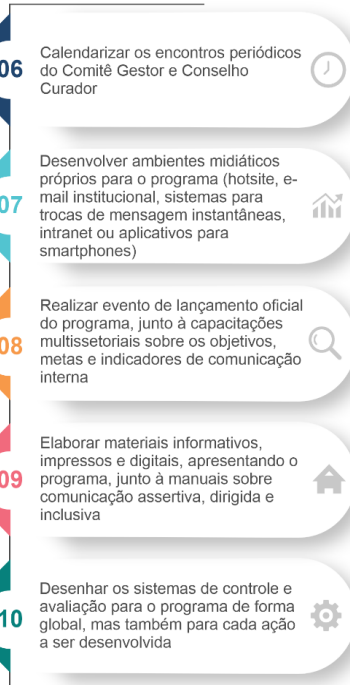 06
Calendarizar os encontros periódicos
do Comitê Gestor e Conselho
Curador
07
Desenvolver ambientes midiáticos
próprios para o programa (hotsite, e-
mail institucional, sistemas para
trocas de mensagem instantâneas,
intranet ou aplicativos para
smartphones)
08
Realizar evento de lançamento oficial
do programa, junto à capacitações
multissetoriais sobre os objetivos,
metas e indicadores de comunicação
interna
09
Elaborar materiais informativos,
impressos e digitais, apresentando o
programa, junto à manuais sobre
comunicação assertiva, dirigida e
inclusiva
10
Desenhar os sistemas de controle e
avaliação para o programa de forma
global, mas também para cada ação
a ser desenvolvida